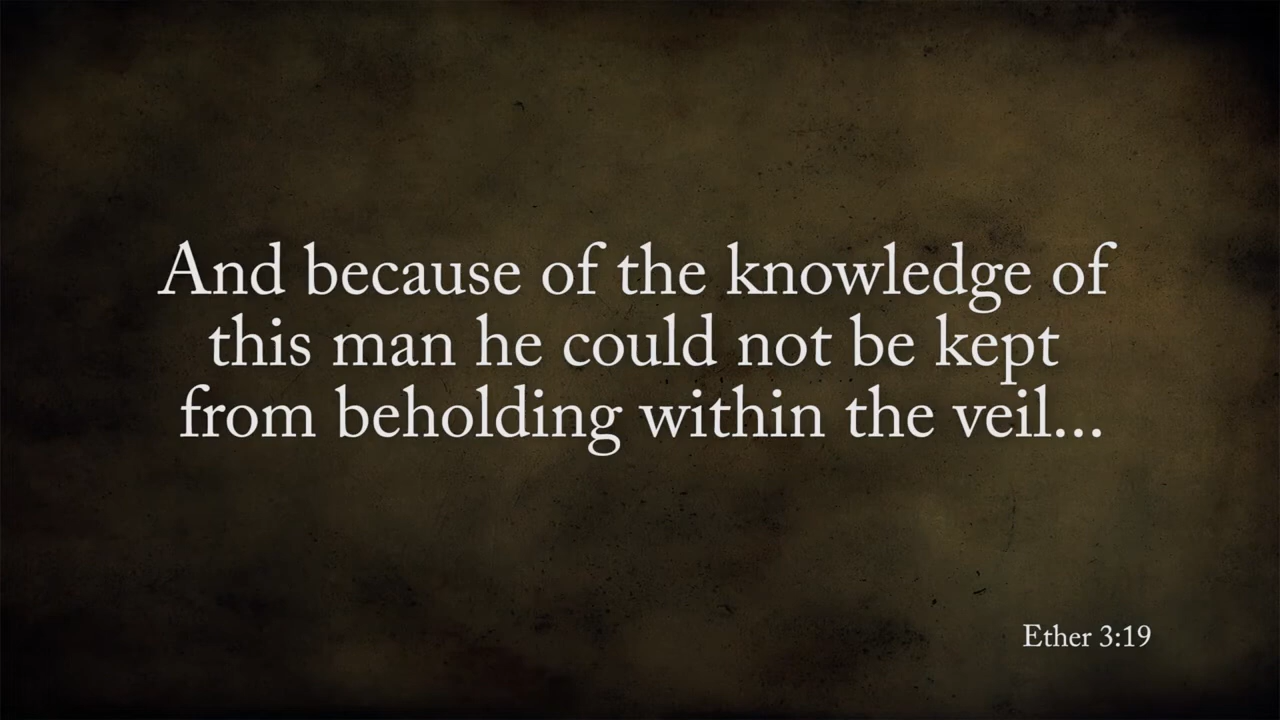 And because of the knowledge of
this man he could not be kept
from beholding within the veil...
Ether 3:19